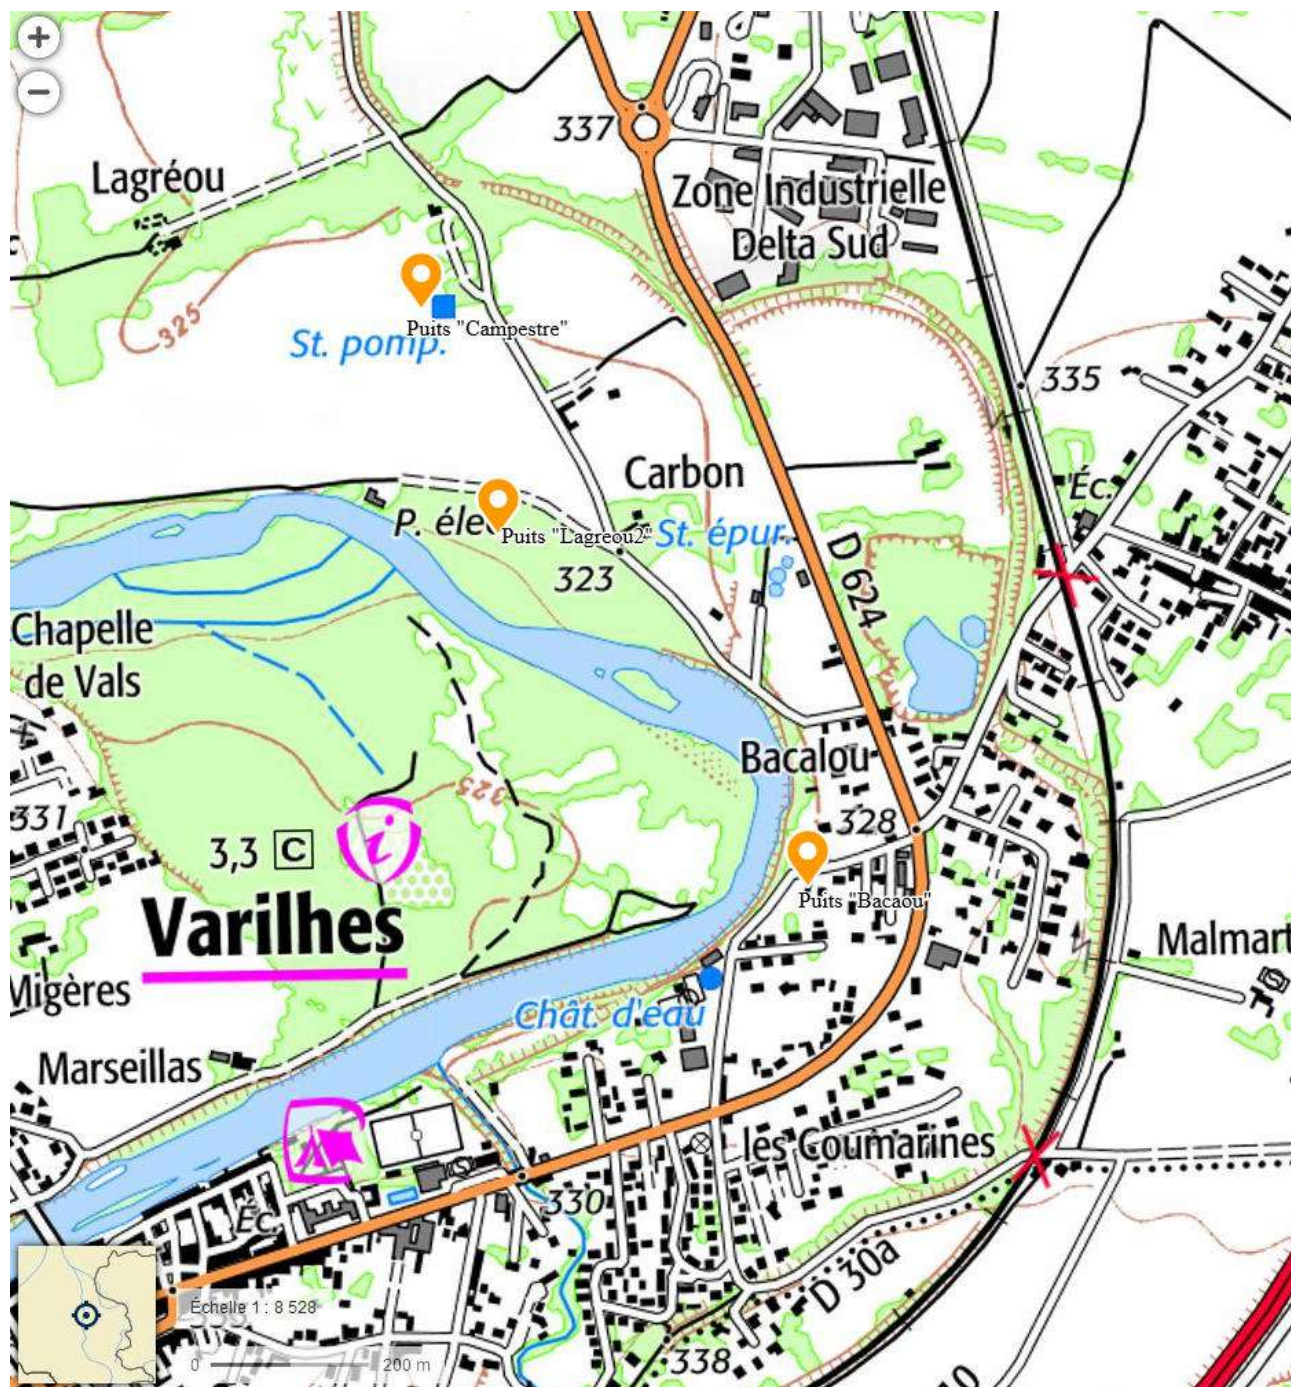 +
−
337
Lagréou
Zone Industrielle
Delta Sud
325
Puits "Campestre"
St. pomp.
335
Carbon
Éc.
P. élec
Puits "Lagreou2"
St. épur.
323
D 624
Chapelle
de Vals
Bacalou
325
331
328
3,3 C
i
Puits "Bacaou"
Varilhes
Malmart
Migères
Chât. d'eau
Marseillas
les Coumarines
330
Éc.
D 30a
Échelle 1 : 8 528
0 200 m
338